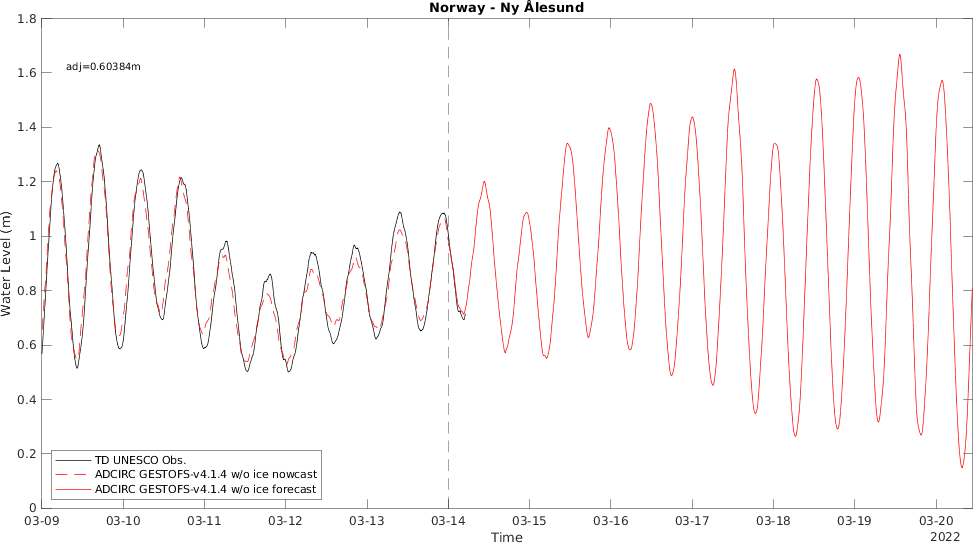 Norway - Ny Ålesund
1.8
1.6
1.4
1.2
1
0.8
0.6
0.4
0.2
0
Water Level (m)
adj=0.60384m
TD UNESCO Obs.
ADCIRC GESTOFS-v4.1.4 w/o ice nowcast
ADCIRC GESTOFS-v4.1.4 w/o ice forecast
03-09 03-10 03-11 03-12 03-13 03-14 03-15 03-16 03-17 03-18 03-19 03-20
Time
2022